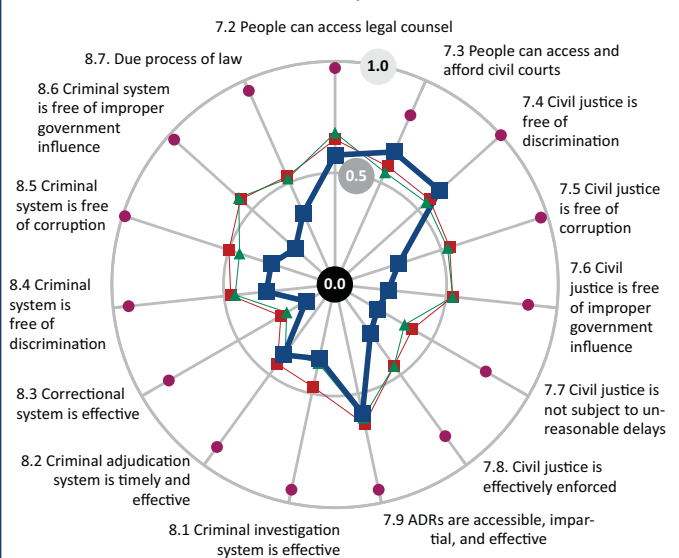 7.2 People can access legal counsel
7.3 People can access and
afford civil courts
7.4 Civil justice is
free of
discrimination
7.5 Civil justice
is free of
corruption
7.6 Civil
justice is free
of improper
government
influence
7.7 Civil justice is
not subject to un-
reasonable delays
7.8. Civil justice is
effectively enforced
7.9 ADRs are accessible, impar-
tial, and effective
8.1 Criminal investigation
system is effective
8.2 Criminal adjudication
system is timely and
effective
8.3 Correctional
system is effective
8.4 Criminal
system is
free of
discrimination
8.5 Criminal
system is free
of corruption
8.6 Criminal system
is free of improper
government
influence
8.7. Due process of law
1.0
0.5
0.0